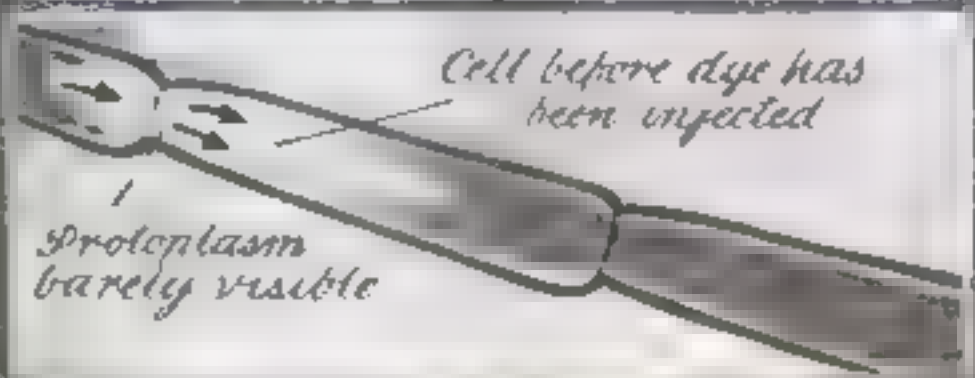 Cell before dye has
been injected
Protoplasm
barely visible